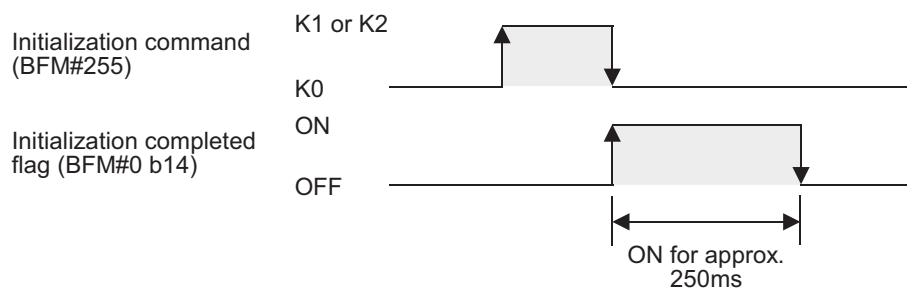 K1 or K2
Initialization command
(BFM#255)
K0
ON
Initialization completed
flag (BFM#0 b14)
OFF
ON for approx.
250ms